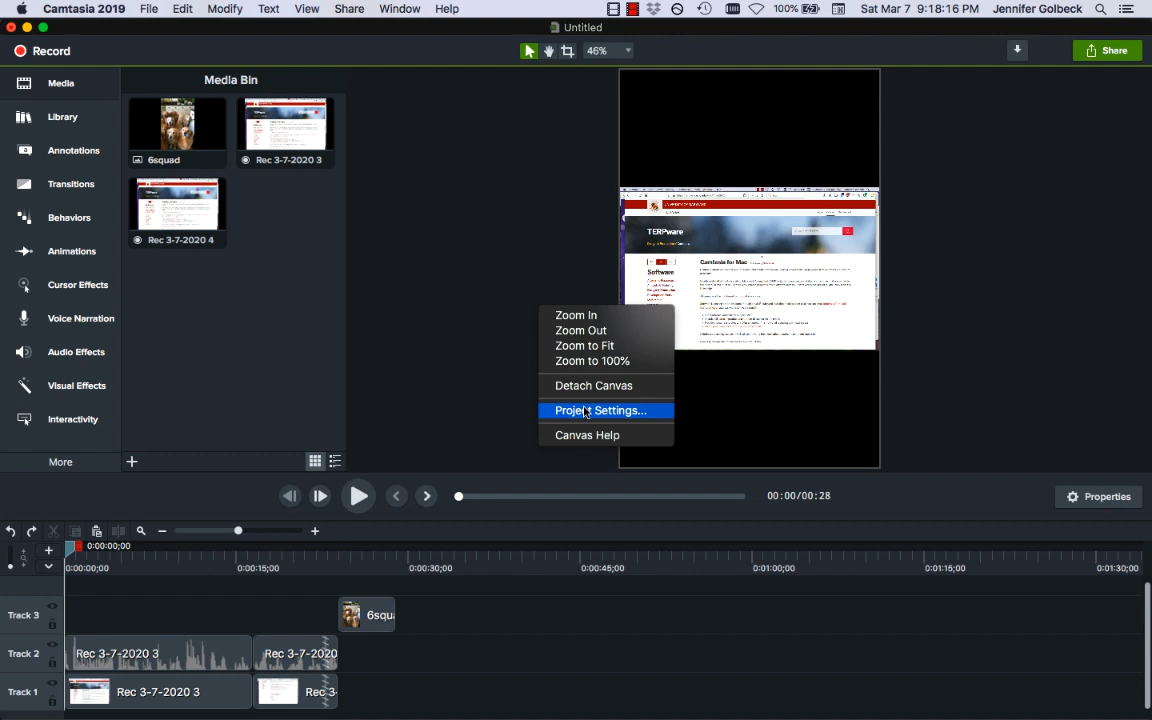 Camtasia 2019 File Edit Modify Text View Share Window Help 100% Sat Mar 7 9:18:16 PM Jennifer Golbeck
Untitled
Record 46% Share
Media
Library
Annotations
Transitions
Behaviors
Animations
Cursor Effects
Voice Narration
Audio Effects
Visual Effects
Interactivity
More
Media Bin
6squad Rec 3-7-2020 3
Rec 3-7-2020 4
TERPware
Software
Camtasia for Mac
Zoom In
Zoom Out
Zoom to Fit
Zoom to 100%
Detach Canvas
Project Settings...
Canvas Help
00:00/00:28
Properties
0:00:00;00
0:00:00;00 0:00:15;00 0:00:30;00 0:00:45;00 0:01:00;00 0:01:15;00 0:01:30;00
Track 3 6squ
Track 2 Rec 3-7-2020 3 Rec 3-7-2020
Track 1 Rec 3-7-2020 3 Rec 3-